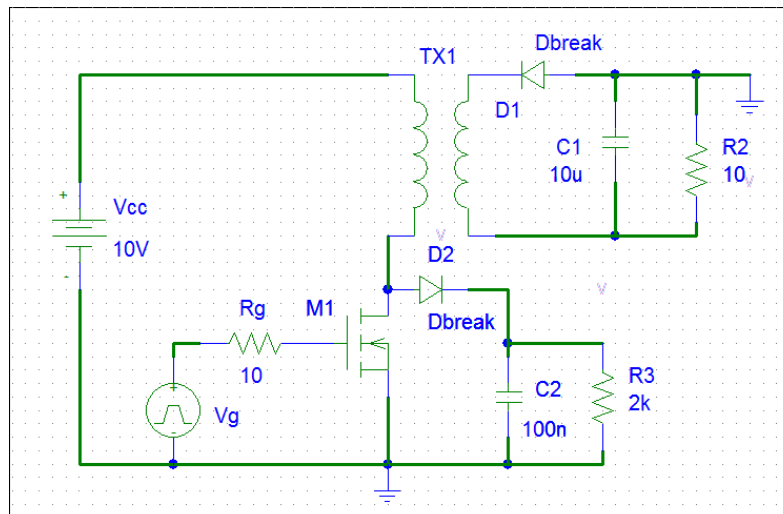 TX1
Dbreak
D1
C1
10u
R2
10
V
+
Vcc
10V
-
V
D2
V
Dbreak
Rg
10
M1
+
Vg
-
C2
100n
R3
2k